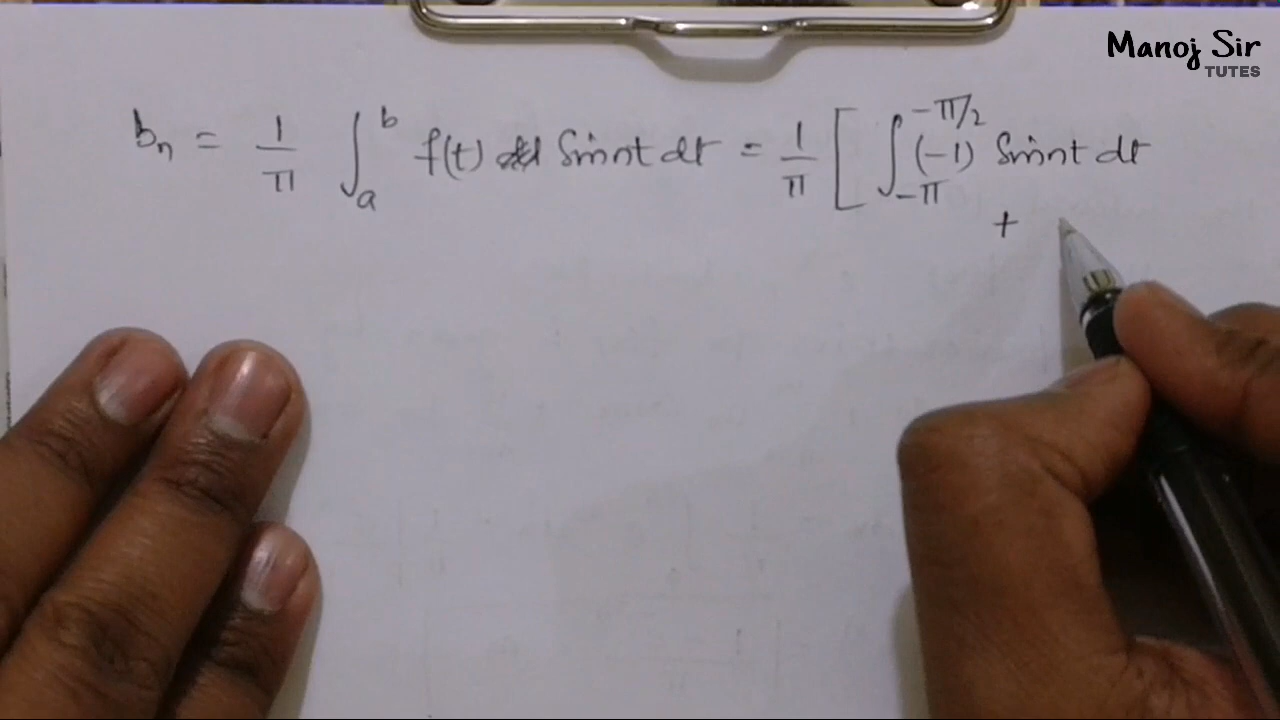 Manoj Sir
TUTES
bn = 1/π ∫_a^b f(t) Sin nt dt = 1/π [ ∫_{-π}^{-π/2} (-1) Sin nt dt
+